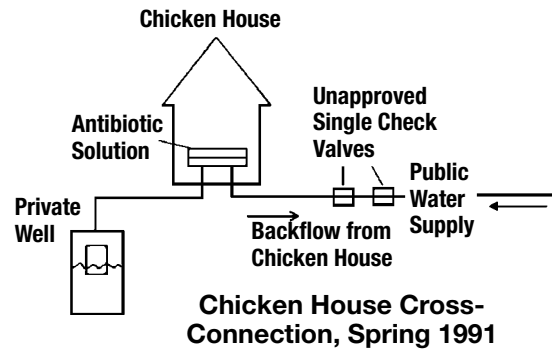 Chicken House
Antibiotic
Solution
Unapproved
Single Check
Valves
Public
Water
Supply
Private
Well
Backflow from
Chicken House
Chicken House Cross-
Connection, Spring 1991